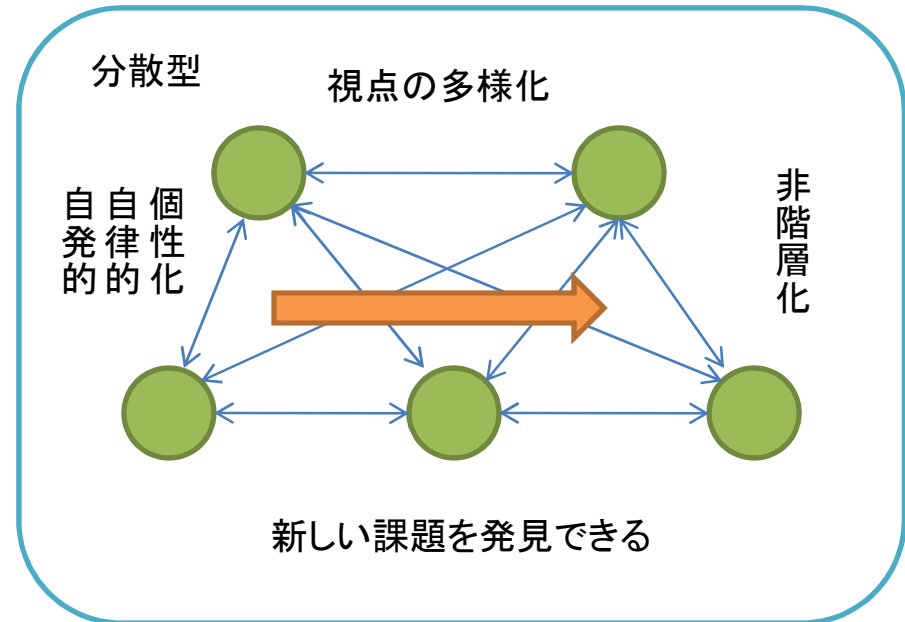 分散型
視点の多様化
個性化
自律的
自発的
非階層化
新しい課題を発見できる